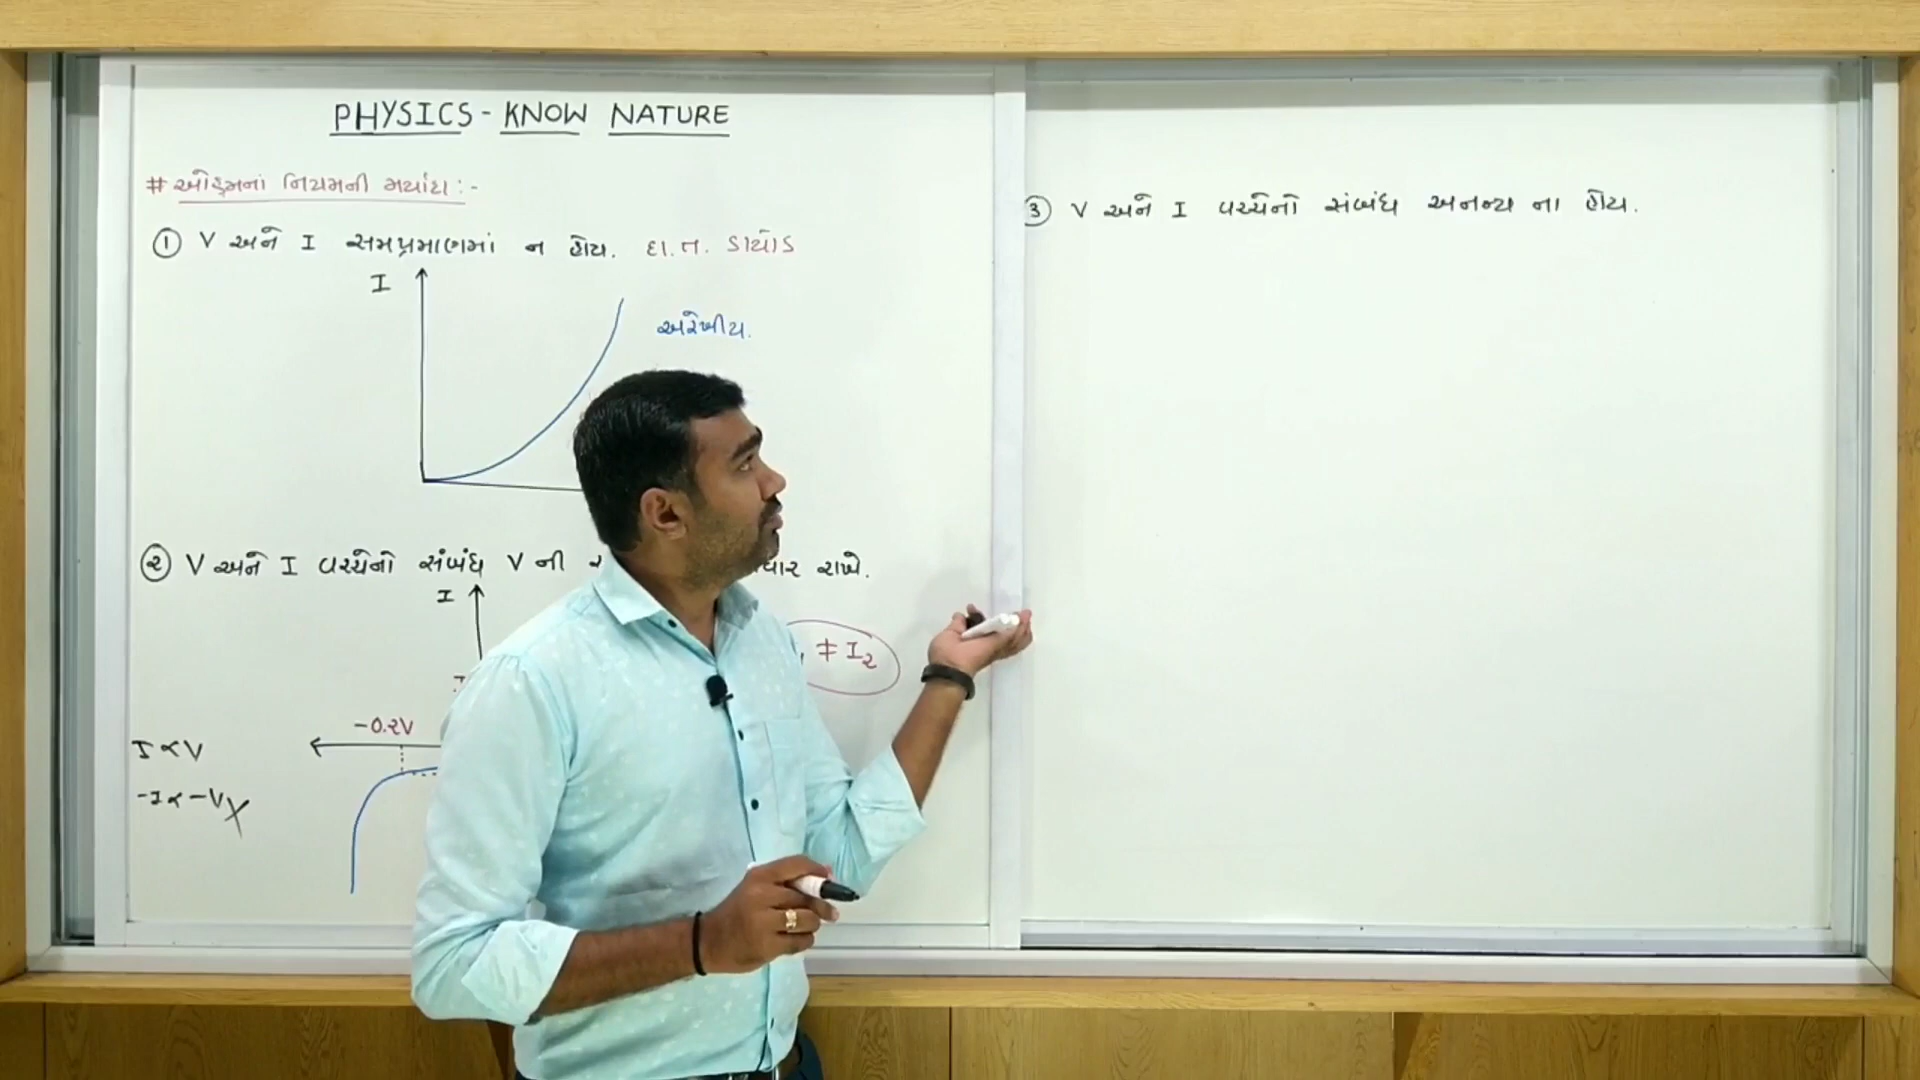 PHYSICS - KNOW NATURE
# ઓહ્મનાં નિયમની મર્યાદા :-
① V અને I સમપ્રમાણમાં ન હોય. દા.ત. ડાયોડ
I
અરેખીય.
② V અને I વચ્ચેનો સંબંધ V ની
રાખે.
I
≠ I₂
-0.2V
I ∝ V
-I ∝ -V X
③ V અને I વચ્ચેનો સંબંધ અનન્ય ના હોય.